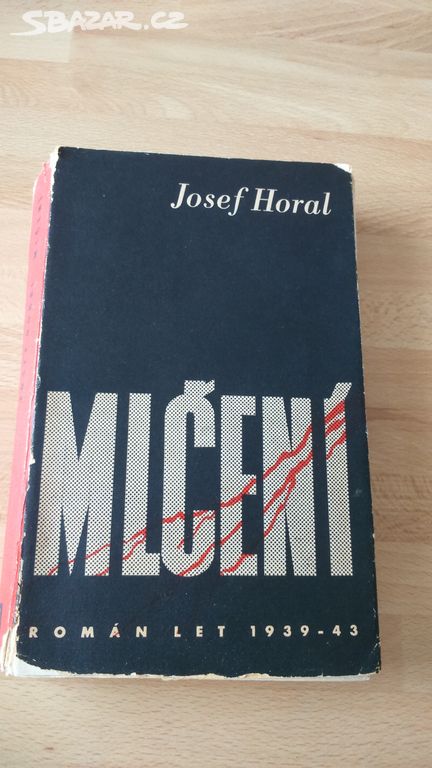 SBAZAR.CZ
Josef Horal
MLČENÍ
ROMÁN LET 1939-43